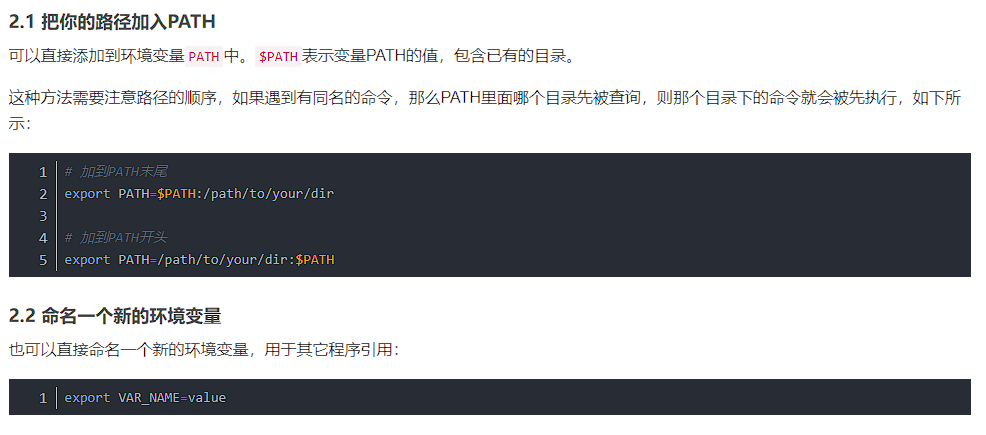 2.1 把你的路径加入PATH
可以直接添加到环境变量 PATH 中。 $PATH 表示变量PATH的值，包含已有的目录。
这种方法需要注意路径的顺序，如果遇到有同名的命令，那么PATH里面哪个目录先被查询，则那个目录下的命令就会被先执行，如下所
示：
1 # 加到PATH末尾
2 export PATH=$PATH:/path/to/your/dir
3
4 # 加到PATH开头
5 export PATH=/path/to/your/dir:$PATH
2.2 命名一个新的环境变量
也可以直接命名一个新的环境变量，用于其它程序引用：
1 export VAR_NAME=value